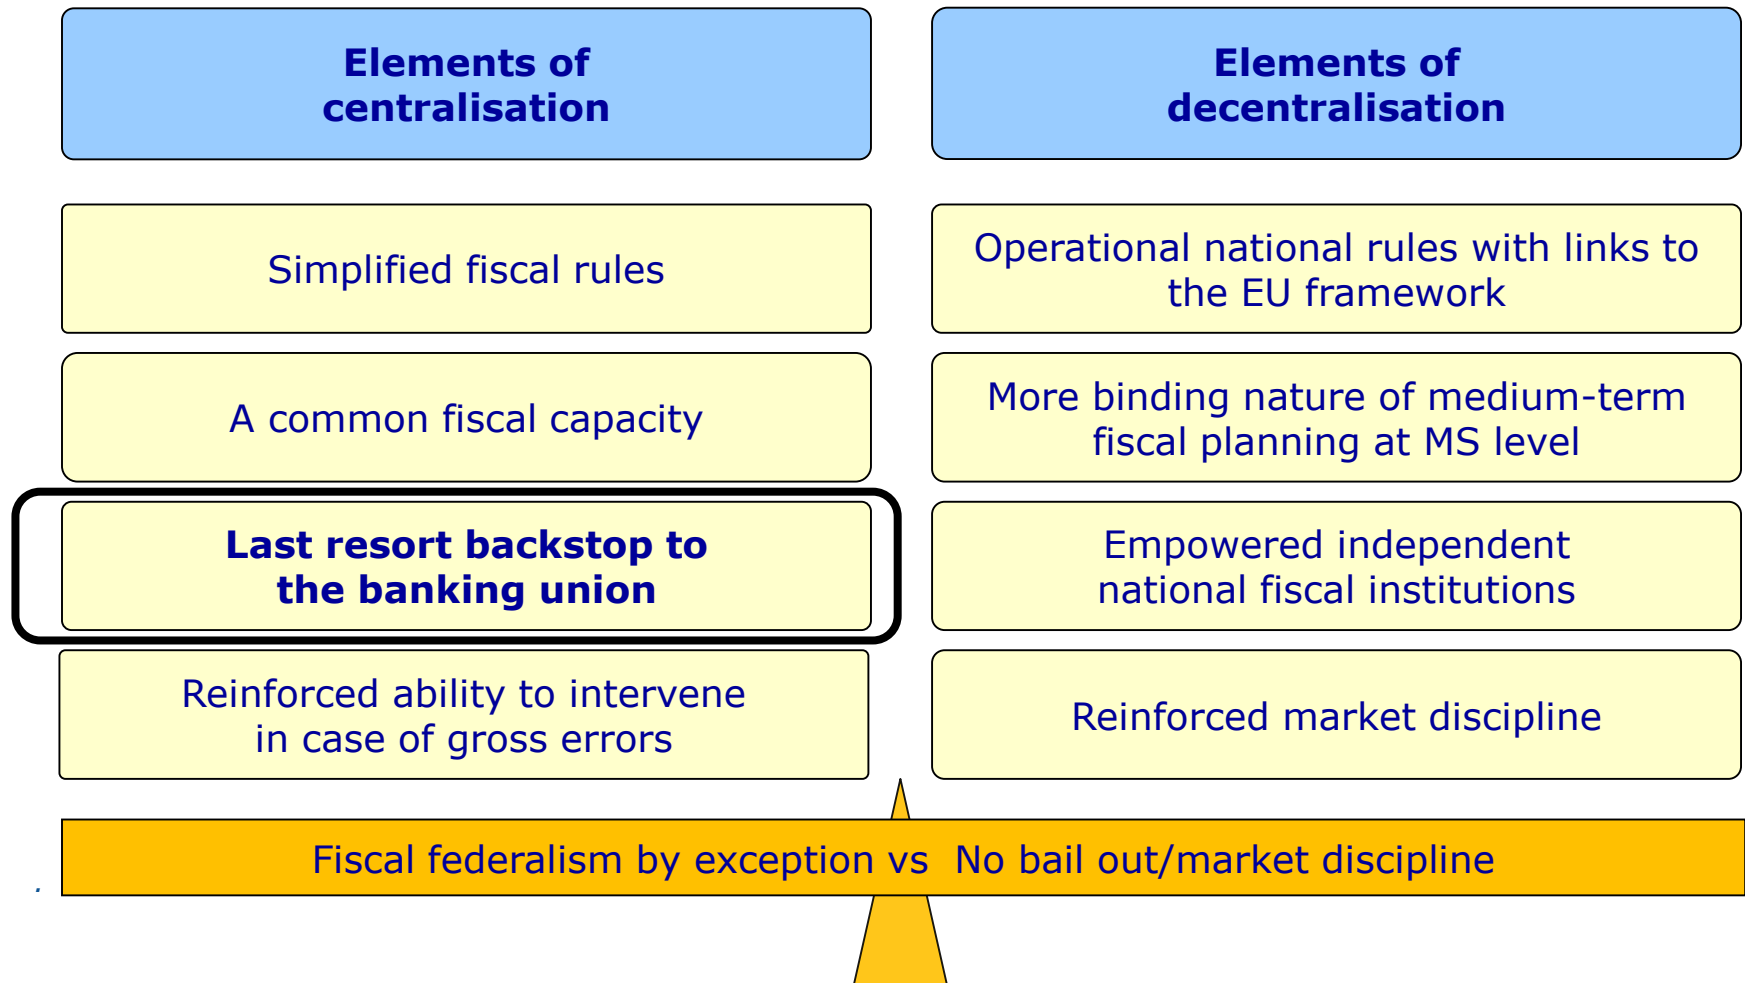 Elements of
centralisation
Elements of
decentralisation
Simplified fiscal rules
Operational national rules with links to
the EU framework
A common fiscal capacity
More binding nature of medium-term
fiscal planning at MS level
Last resort backstop to
the banking union
Empowered independent
national fiscal institutions
Reinforced ability to intervene
in case of gross errors
Reinforced market discipline
Fiscal federalism by exception vs  No bail out/market discipline
.